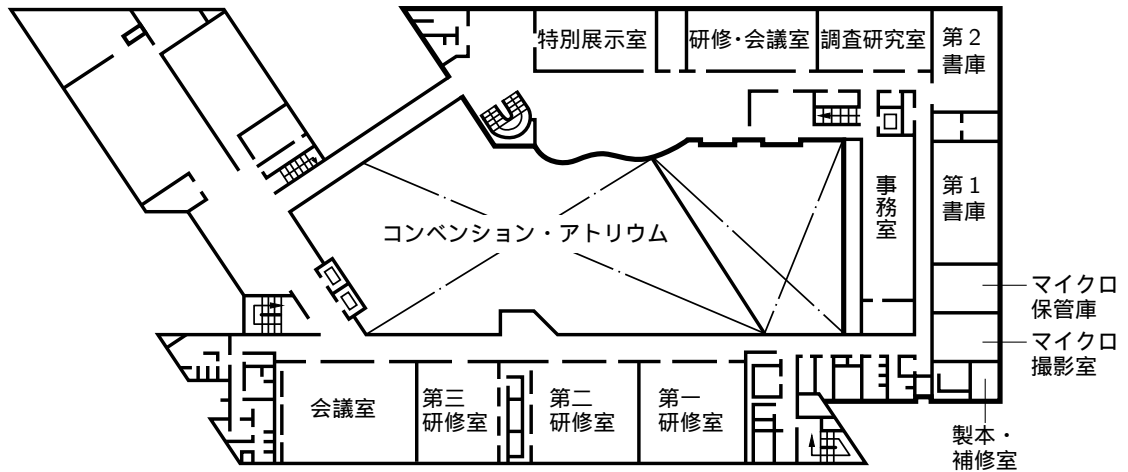 特別展示室
研修・会議室
調査研究室
第2
書庫
事務室
第1
書庫
コンベンション・アトリウム
マイクロ
保管庫
マイクロ
撮影室
会議室
第三
研修室
第二
研修室
第一
研修室
製本・
補修室